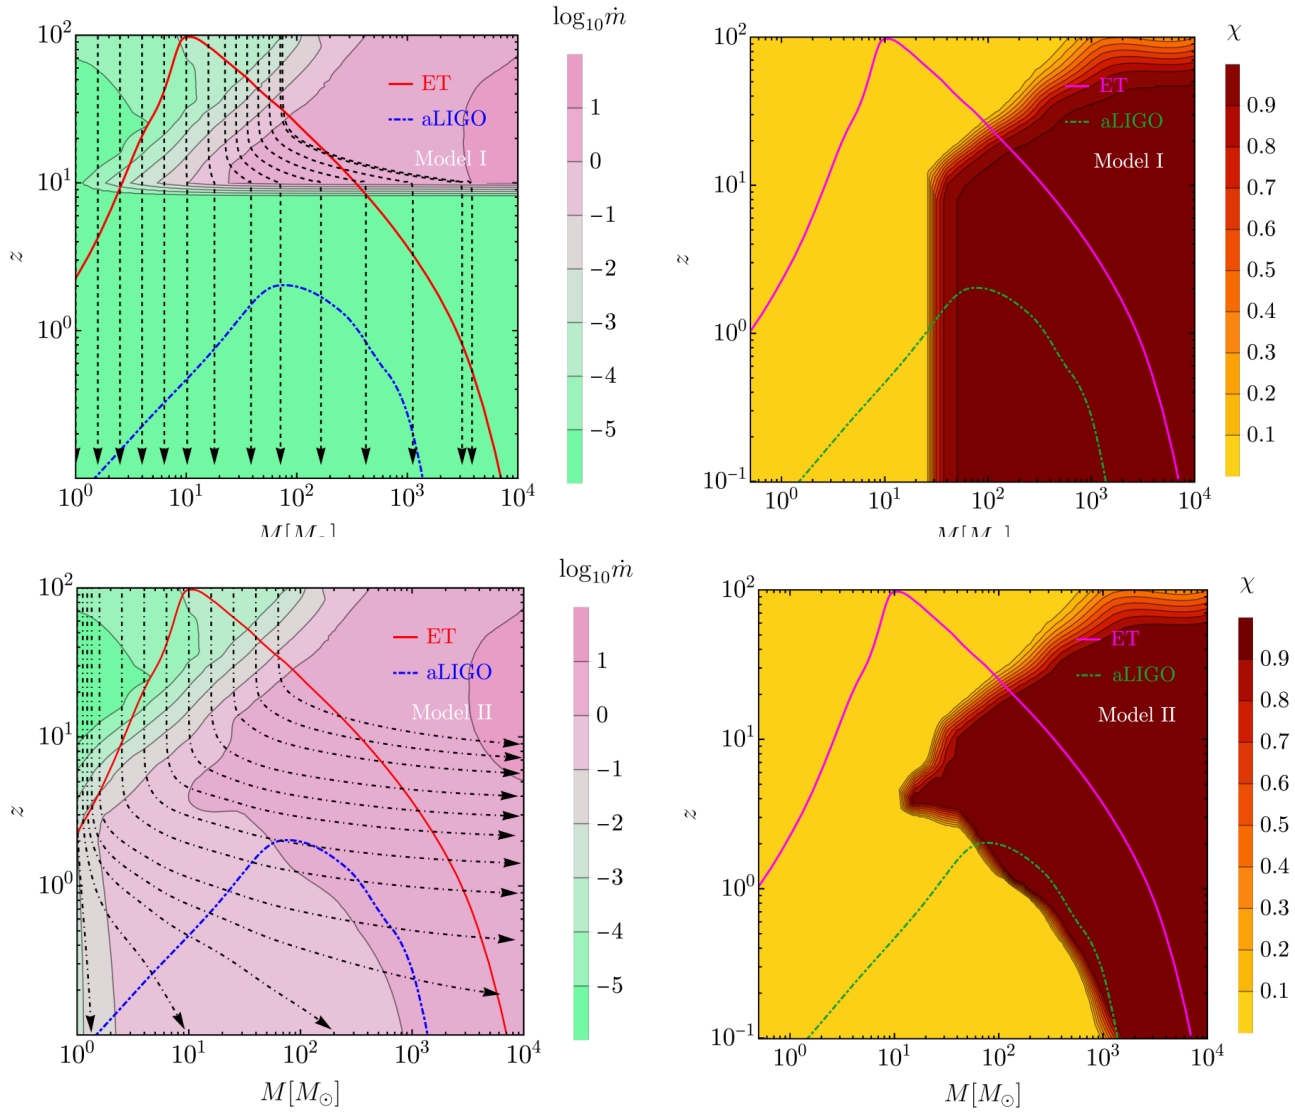 log₁₀ṁ
10²
10¹
10⁰
z
ET
aLIGO
Model I
1
0
−1
−2
−3
−4
−5
10⁰ 10¹ 10² 10³ 10⁴
χ
10²
10¹
10⁰
10⁻¹
z
ET
aLIGO
Model I
0.9
0.8
0.7
0.6
0.5
0.4
0.3
0.2
0.1
10⁰ 10¹ 10² 10³ 10⁴
log₁₀ṁ
10²
10¹
10⁰
z
ET
aLIGO
Model II
1
0
−1
−2
−3
−4
−5
10⁰ 10¹ 10² 10³ 10⁴
M[M⊙]
χ
10²
10¹
10⁰
10⁻¹
z
ET
aLIGO
Model II
0.9
0.8
0.7
0.6
0.5
0.4
0.3
0.2
0.1
10⁰ 10¹ 10² 10³ 10⁴
M[M⊙]